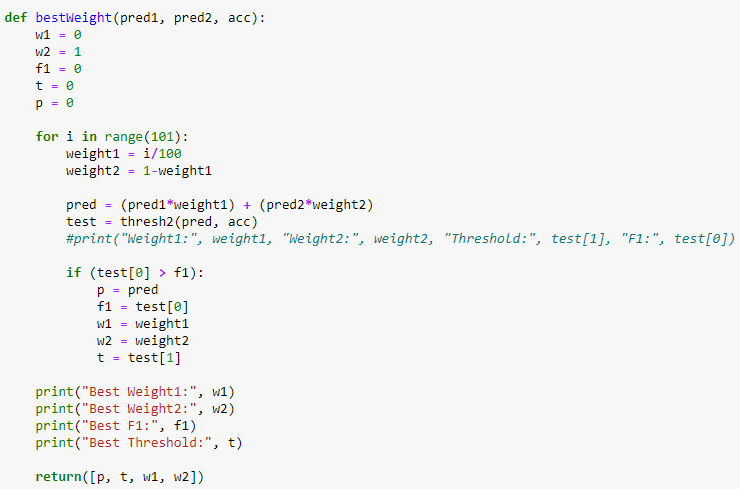 def bestWeight(pred1, pred2, acc):
    w1 = 0
    w2 = 1
    f1 = 0
    t = 0
    p = 0

    for i in range(101):
        weight1 = i/100
        weight2 = 1-weight1

        pred = (pred1*weight1) + (pred2*weight2)
        test = thresh2(pred, acc)
        #print("Weight1:", weight1, "Weight2:", weight2, "Threshold:", test[1], "F1:", test[0])

        if (test[0] > f1):
            p = pred
            f1 = test[0]
            w1 = weight1
            w2 = weight2
            t = test[1]

    print("Best Weight1:", w1)
    print("Best Weight2:", w2)
    print("Best F1:", f1)
    print("Best Threshold:", t)

    return([p, t, w1, w2])